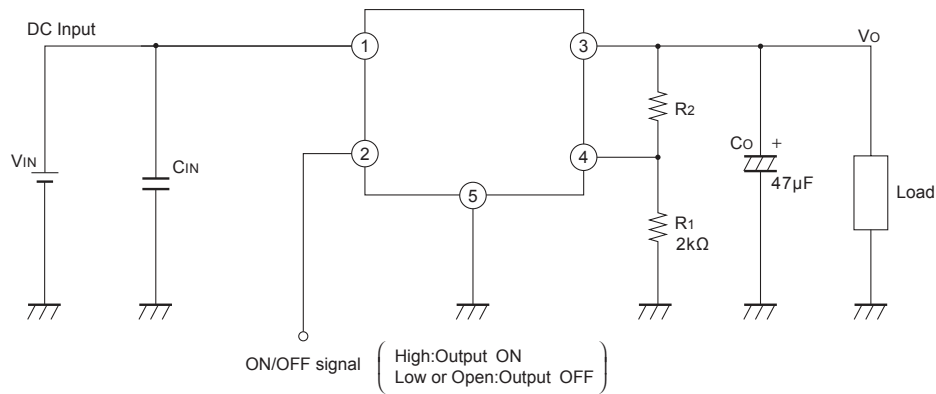 DC Input
1
3
VO
R2
CO
+
2
4
VIN
CIN
47μF
Load
5
R1
2kΩ
ON/OFF signal
High:Output ON
Low or Open:Output OFF